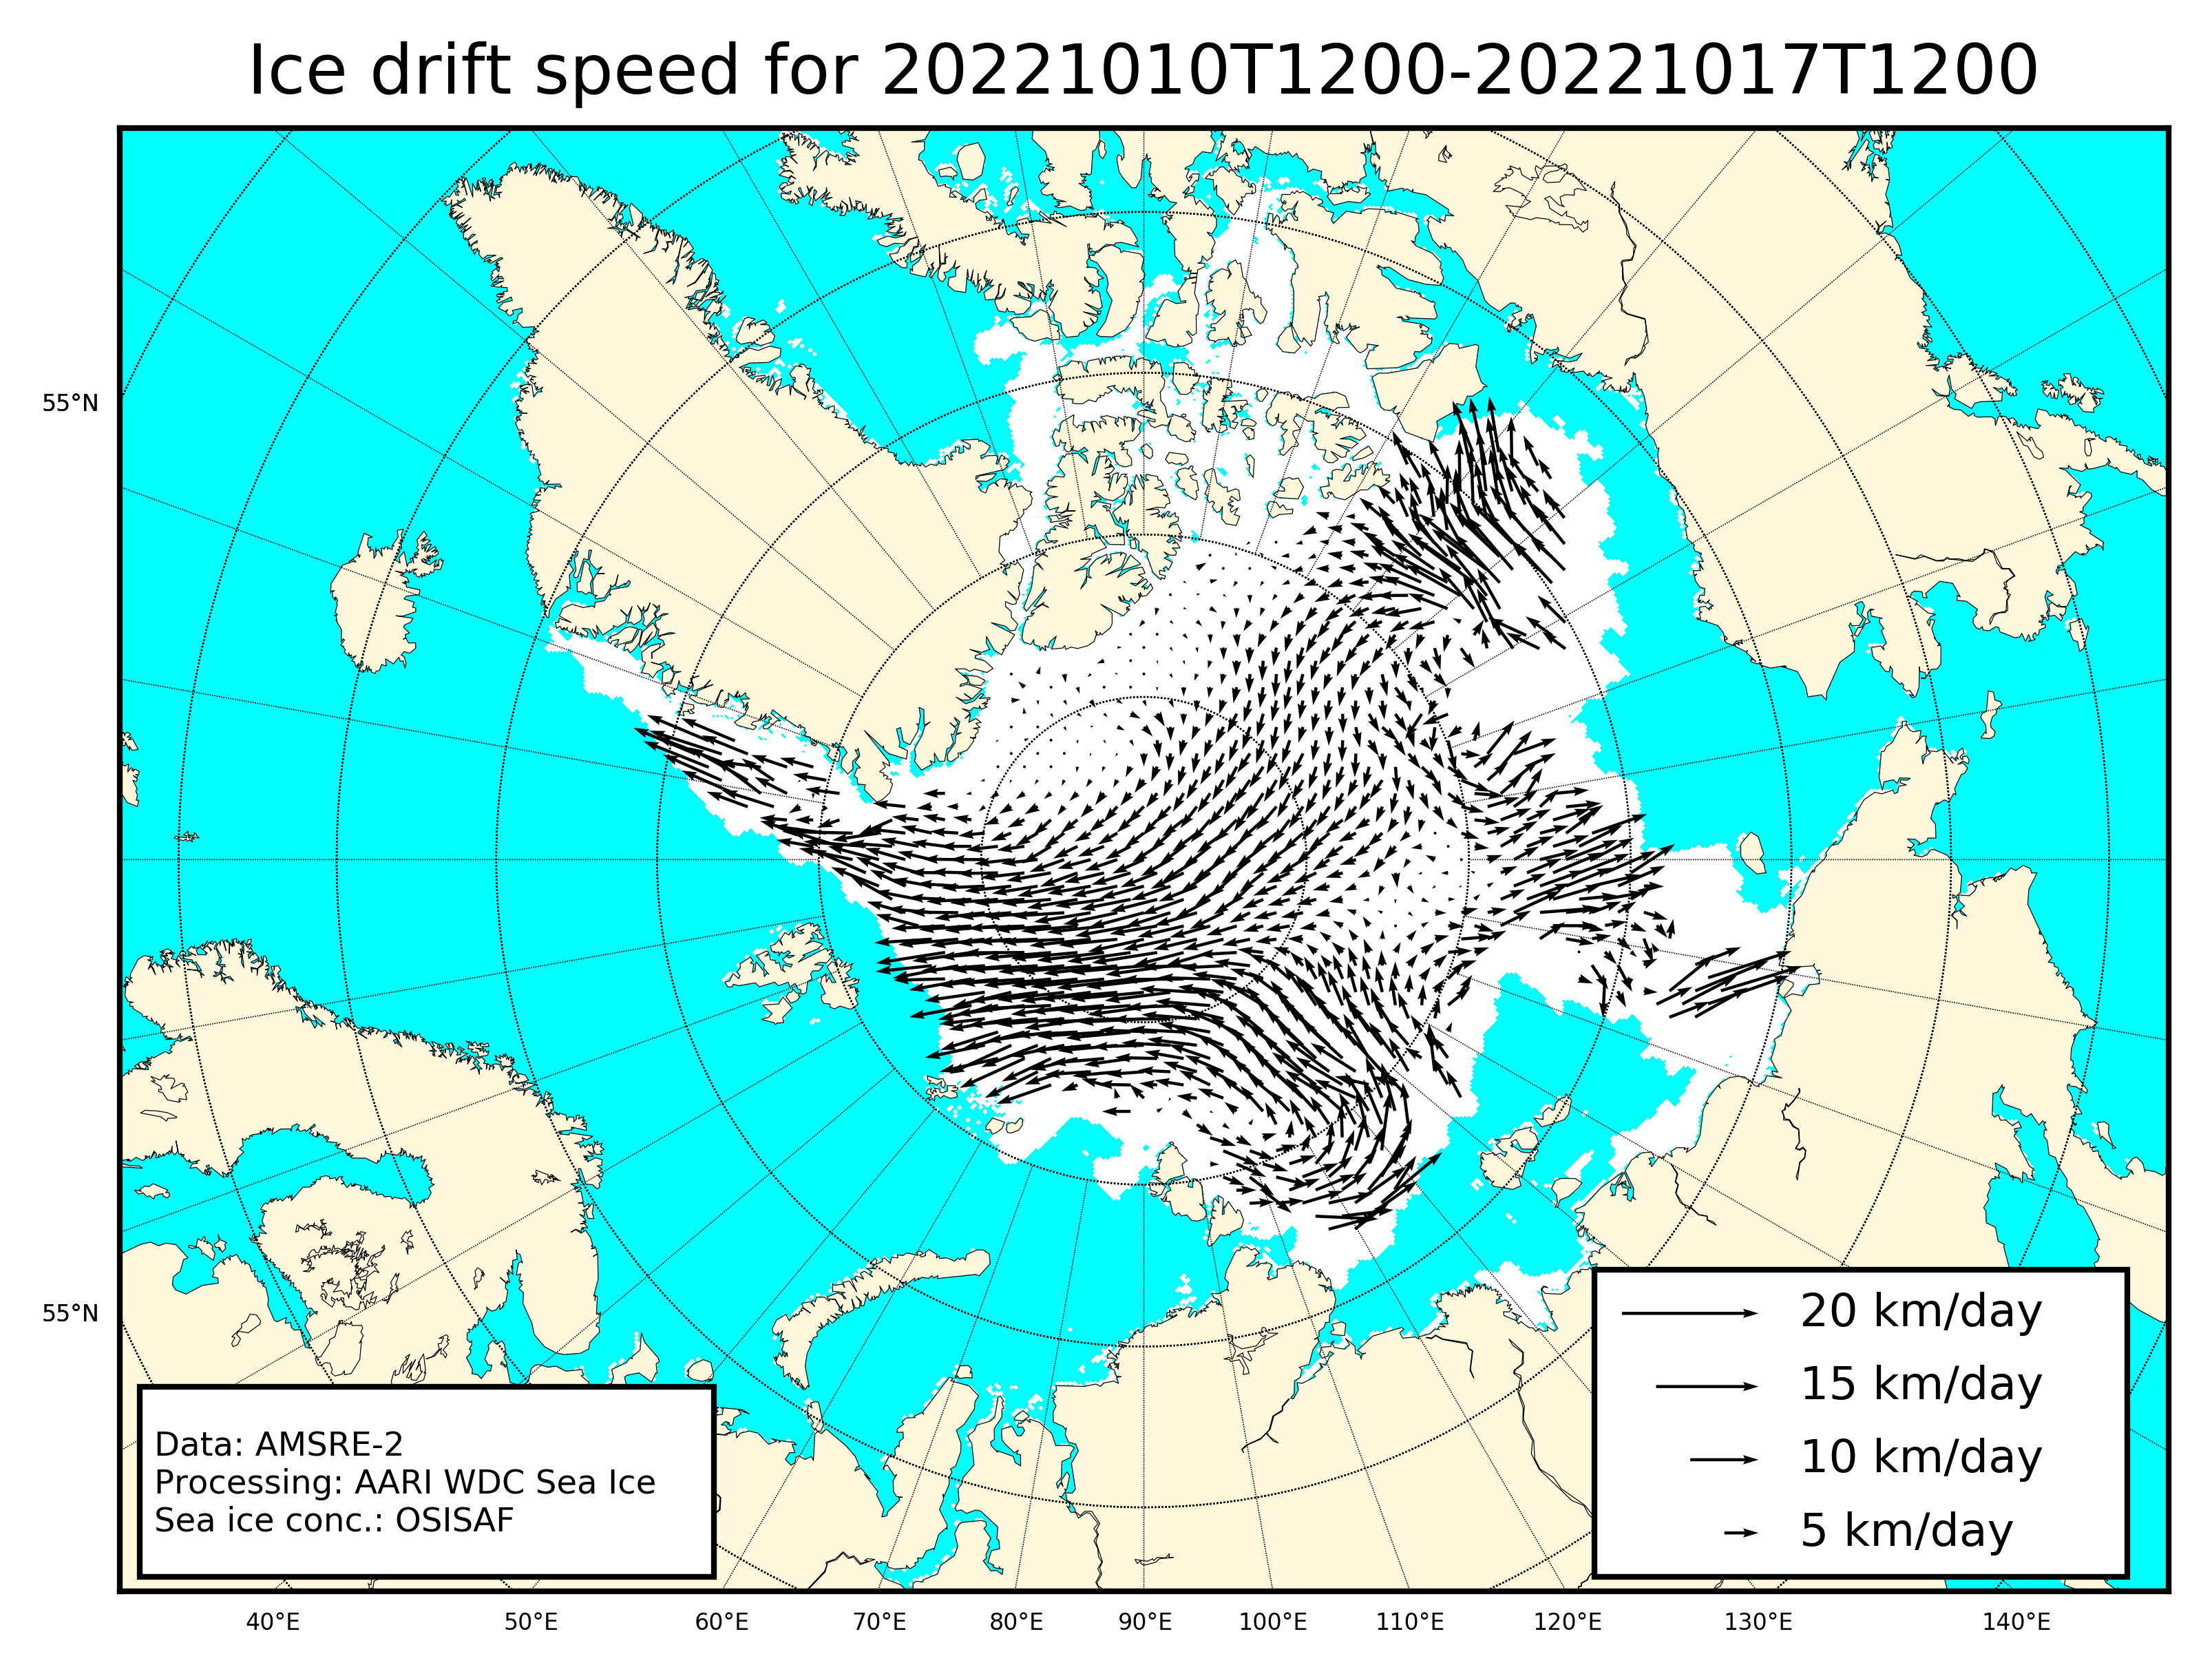 Ice drift speed for 20221010T1200-20221017T1200
55°N
55°N
20 km/day
15 km/day
10 km/day
5 km/day
Data: AMSRE-2
Processing: AARI WDC Sea Ice
Sea ice conc.: OSISAF
40°E 50°E 60°E 70°E 80°E 90°E 100°E 110°E 120°E 130°E 140°E